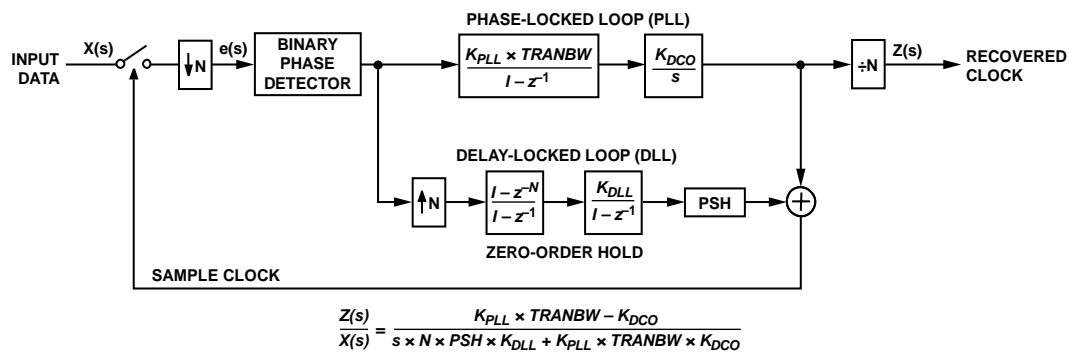 PHASE-LOCKED LOOP (PLL)
INPUT DATA
X(s)
↓N
e(s)
BINARY
PHASE
DETECTOR
K_PLL × TRANBW
I – z^–1
K_DCO
s
÷N
Z(s)
RECOVERED
CLOCK
DELAY-LOCKED LOOP (DLL)
↑N
I – z^–N
I – z^–1
K_DLL
I – z^–1
PSH
+
ZERO-ORDER HOLD
SAMPLE CLOCK
Z(s)
X(s)
=
K_PLL × TRANBW – K_DCO
s × N × PSH × K_DLL + K_PLL × TRANBW × K_DCO